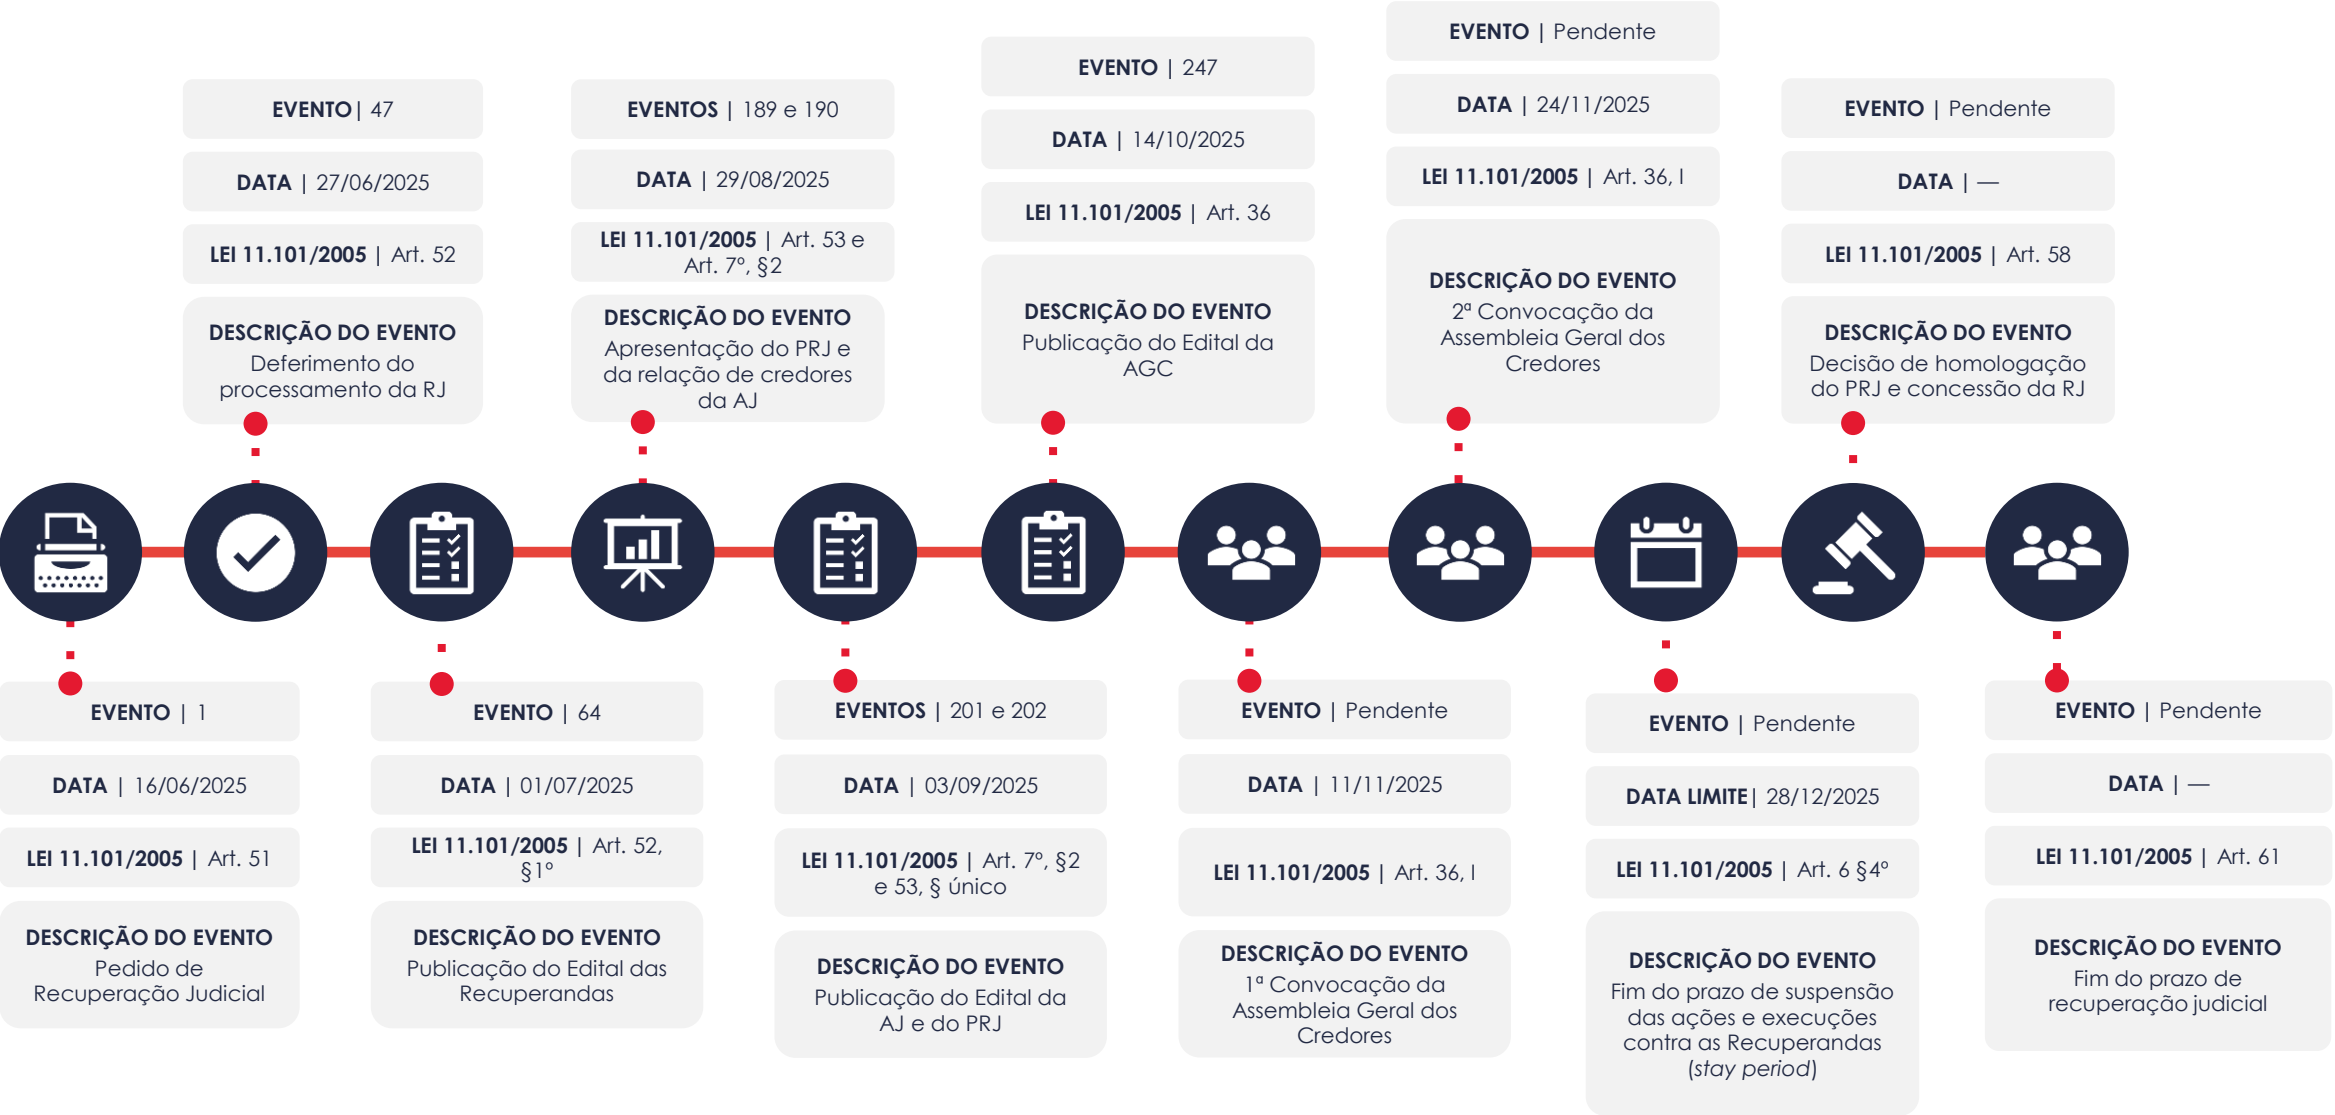 EVENTO | 1
DATA | 16/06/2025
LEI 11.101/2005 | Art. 51
DESCRIÇÃO DO EVENTO
Pedido de
Recuperação Judicial
EVENTO| 47
DATA | 27/06/2025
LEI 11.101/2005 | Art. 52
DESCRIÇÃO DO EVENTO
Deferimento do
processamento da RJ
EVENTO | 64
DATA | 01/07/2025
LEI 11.101/2005 | Art. 52,
§1º
DESCRIÇÃO DO EVENTO
Publicação do Edital das
Recuperandas
EVENTOS | 189 e 190
DATA | 29/08/2025
LEI 11.101/2005 | Art. 53 e
Art. 7º, §2
DESCRIÇÃO DO EVENTO
Apresentação do PRJ e
da relação de credores
da AJ
EVENTOS | 201 e 202
DATA | 03/09/2025
LEI 11.101/2005 | Art. 7º, §2
e 53, § único
DESCRIÇÃO DO EVENTO
Publicação do Edital da
AJ e do PRJ
EVENTO | 247
DATA | 14/10/2025
LEI 11.101/2005 | Art. 36
DESCRIÇÃO DO EVENTO
Publicação do Edital da
AGC
EVENTO | Pendente
DATA | 11/11/2025
LEI 11.101/2005 | Art. 36, I
DESCRIÇÃO DO EVENTO
1ª Convocação da
Assembleia Geral dos
Credores
EVENTO | Pendente
DATA | 24/11/2025
LEI 11.101/2005 | Art. 36, I
DESCRIÇÃO DO EVENTO
2ª Convocação da
Assembleia Geral dos
Credores
EVENTO | Pendente
DATA LIMITE| 28/12/2025
LEI 11.101/2005 | Art. 6 §4º
DESCRIÇÃO DO EVENTO
Fim do prazo de suspensão
das ações e execuções
contra as Recuperandas
(stay period)
EVENTO | Pendente
DATA | —
LEI 11.101/2005 | Art. 58
DESCRIÇÃO DO EVENTO
Decisão de homologação
do PRJ e concessão da RJ
EVENTO | Pendente
DATA | —
LEI 11.101/2005 | Art. 61
DESCRIÇÃO DO EVENTO
Fim do prazo de
recuperação judicial